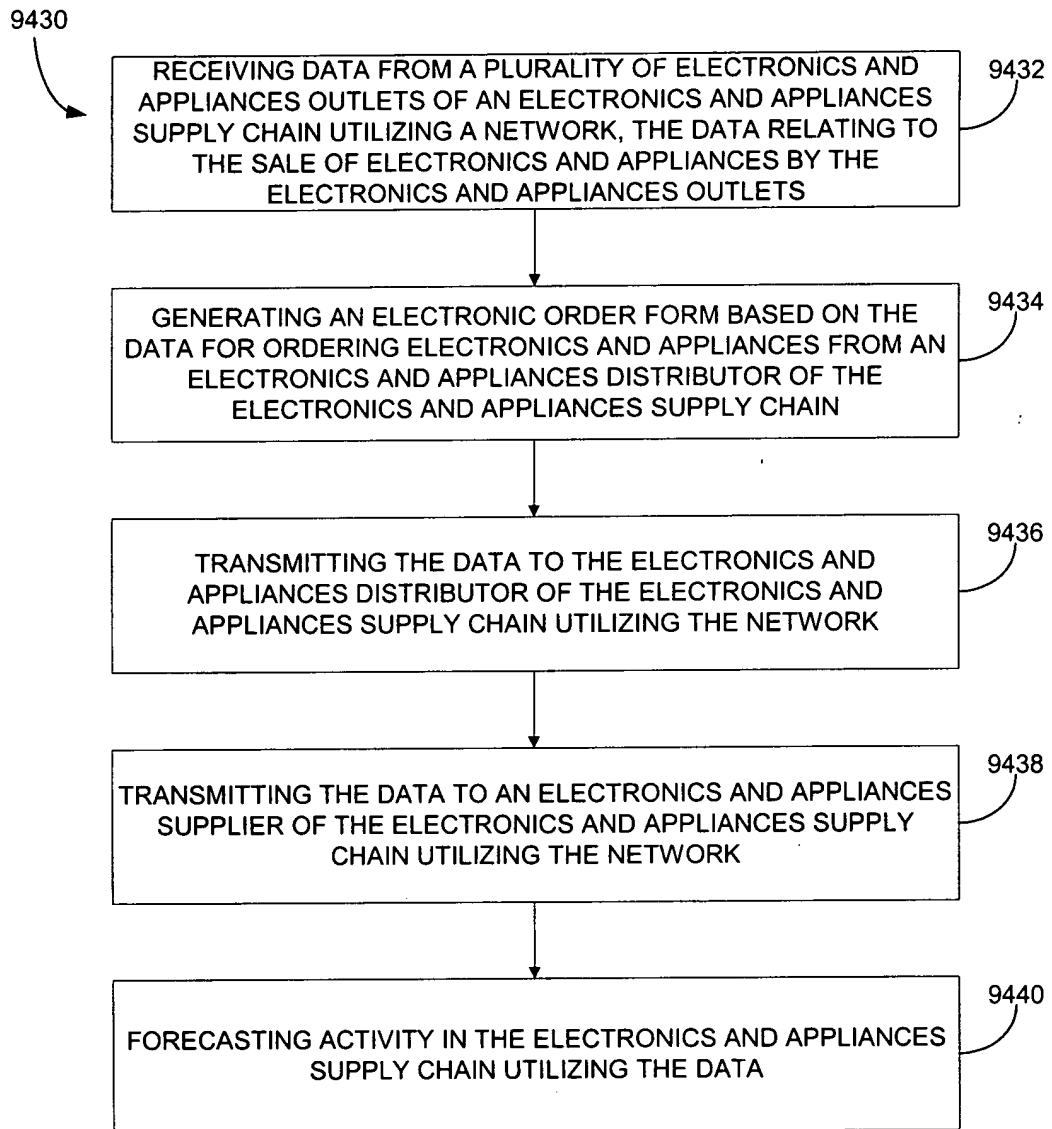 9430
RECEIVING DATA FROM A PLURALITY OF ELECTRONICS AND
APPLIANCES OUTLETS OF AN ELECTRONICS AND APPLIANCES
SUPPLY CHAIN UTILIZING A NETWORK, THE DATA RELATING TO
THE SALE OF ELECTRONICS AND APPLIANCES BY THE
ELECTRONICS AND APPLIANCES OUTLETS
9432
GENERATING AN ELECTRONIC ORDER FORM BASED ON THE
DATA FOR ORDERING ELECTRONICS AND APPLIANCES FROM AN
ELECTRONICS AND APPLIANCES DISTRIBUTOR OF THE
ELECTRONICS AND APPLIANCES SUPPLY CHAIN
9434
TRANSMITTING THE DATA TO THE ELECTRONICS AND
APPLIANCES DISTRIBUTOR OF THE ELECTRONICS AND
APPLIANCES SUPPLY CHAIN UTILIZING THE NETWORK
9436
TRANSMITTING THE DATA TO AN ELECTRONICS AND APPLIANCES
SUPPLIER OF THE ELECTRONICS AND APPLIANCES SUPPLY
CHAIN UTILIZING THE NETWORK
9438
FORECASTING ACTIVITY IN THE ELECTRONICS AND APPLIANCES
SUPPLY CHAIN UTILIZING THE DATA
9440